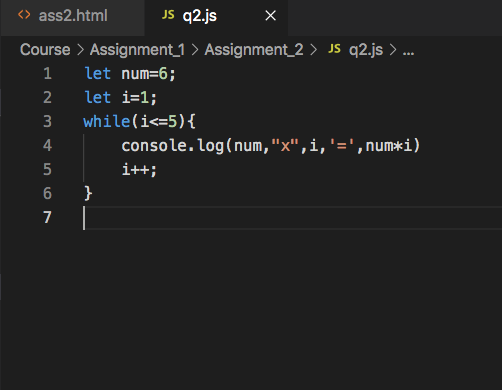 <> ass2.html JS q2.js ×
Course > Assignment_1 > Assignment_2 > JS q2.js > ...
1 let num=6;
2 let i=1;
3 while(i<=5){
4     console.log(num,"x",i,'=',num*i)
5     i++;
6 }
7